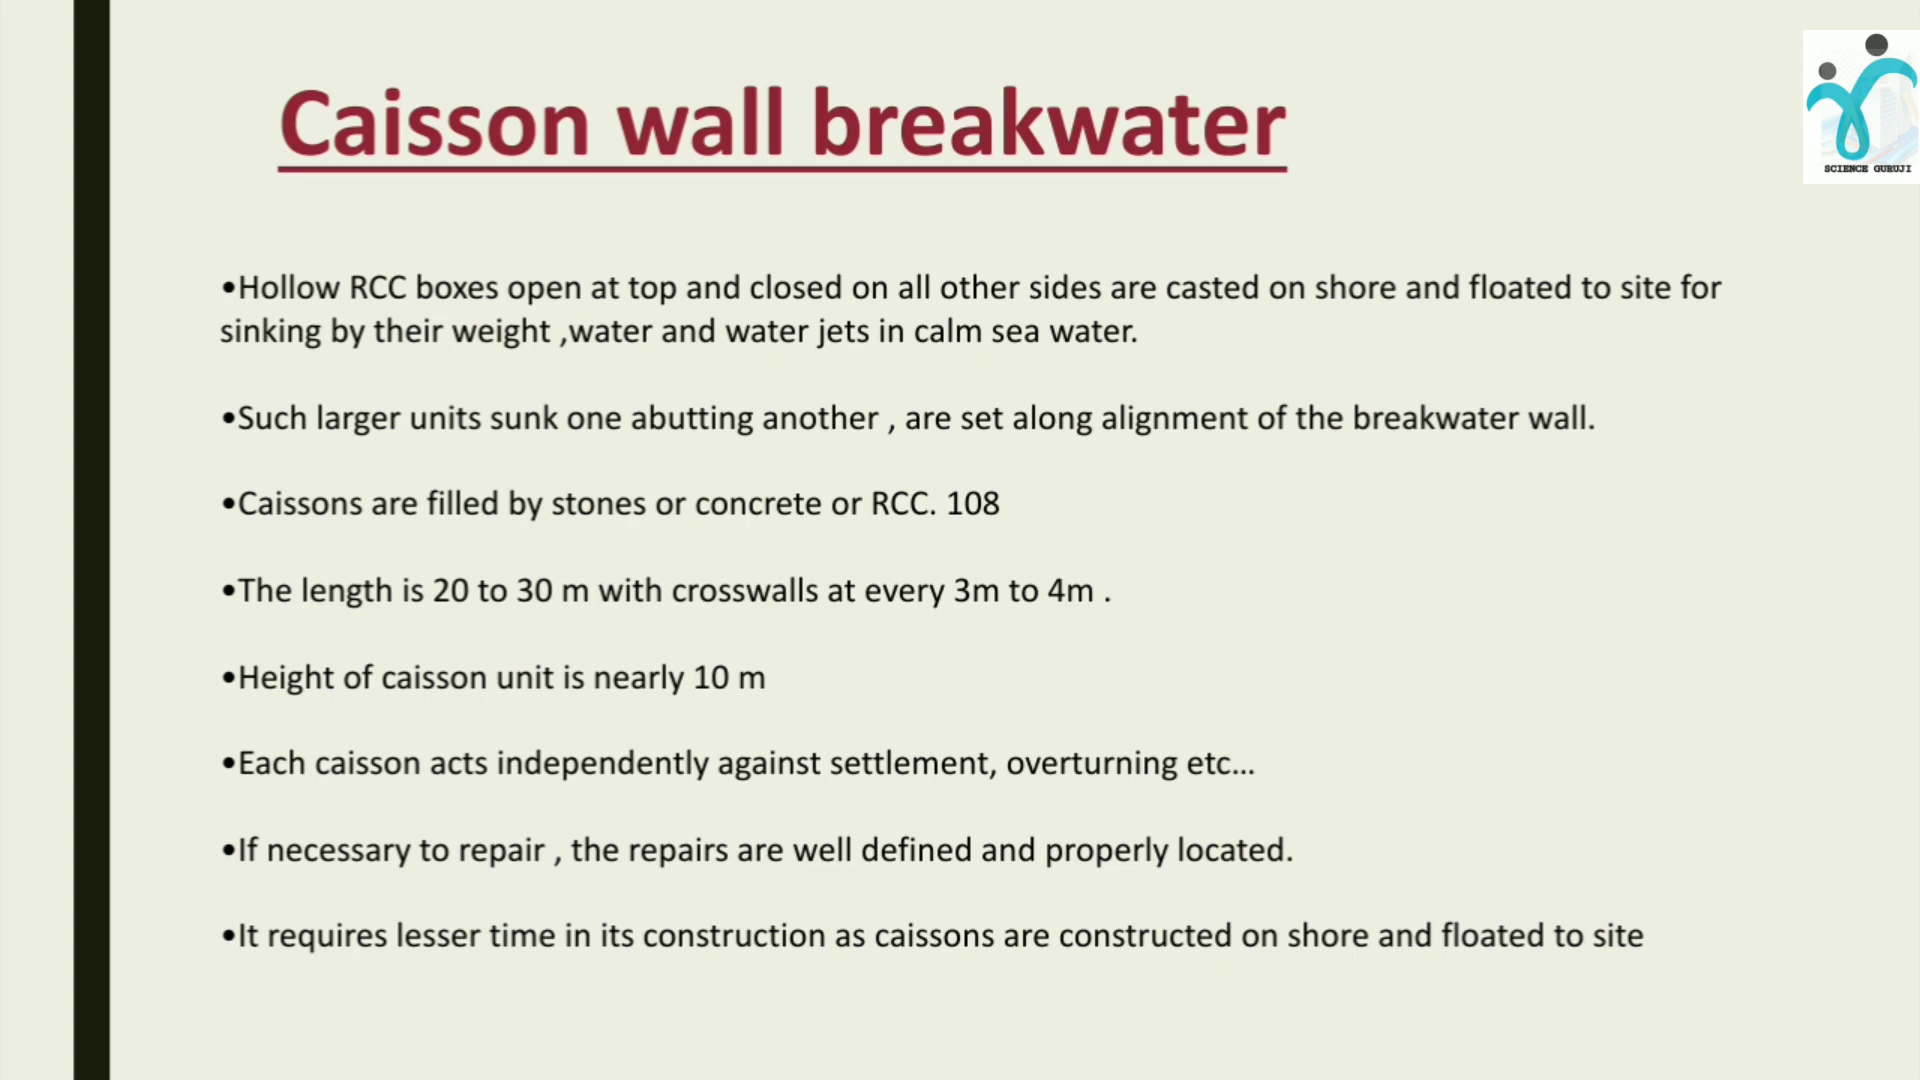 Caisson wall breakwater
SCIENCE GURUJI
•Hollow RCC boxes open at top and closed on all other sides are casted on shore and floated to site for
sinking by their weight ,water and water jets in calm sea water.
•Such larger units sunk one abutting another , are set along alignment of the breakwater wall.
•Caissons are filled by stones or concrete or RCC. 108
•The length is 20 to 30 m with crosswalls at every 3m to 4m .
•Height of caisson unit is nearly 10 m
•Each caisson acts independently against settlement, overturning etc...
•If necessary to repair , the repairs are well defined and properly located.
•It requires lesser time in its construction as caissons are constructed on shore and floated to site